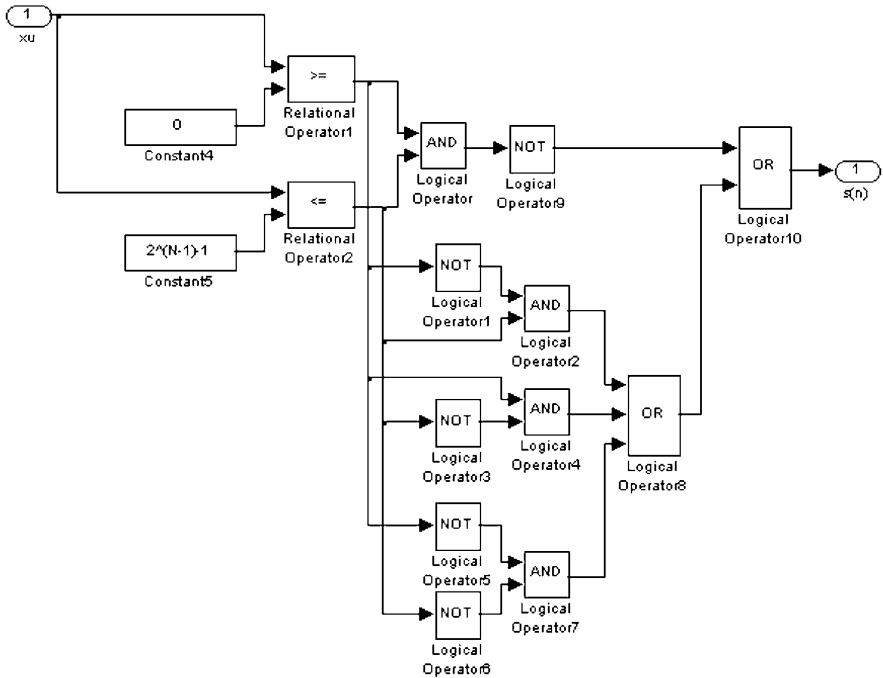 1
xu
>=
Relational
Operator1
0
Constant4
<=
Relational
Operator2
2^(N-1)-1
Constant5
AND
Logical
Operator
NOT
Logical
Operator9
OR
Logical
Operator10
1
s(n)
NOT
Logical
Operator1
AND
Logical
Operator2
AND
Logical
Operator4
NOT
Logical
Operator3
OR
Logical
Operator8
NOT
Logical
Operator5
AND
Logical
Operator7
NOT
Logical
Operator6